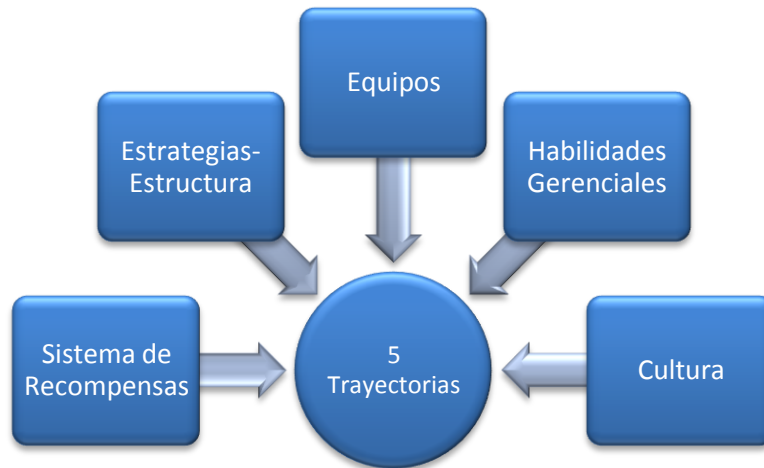 Equipos
Estrategias-
Estructura
Habilidades
Gerenciales
Sistema de
Recompensas
5
Trayectorias
Cultura